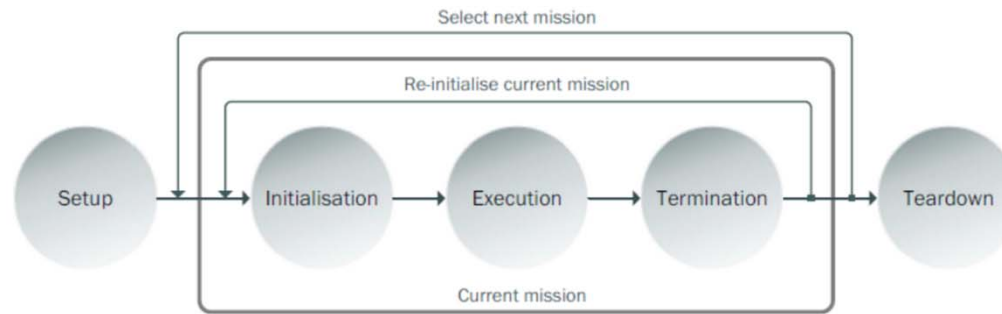 Select next mission
Re-initialise current mission
Setup
Initialisation
Execution
Termination
Teardown
Current mission